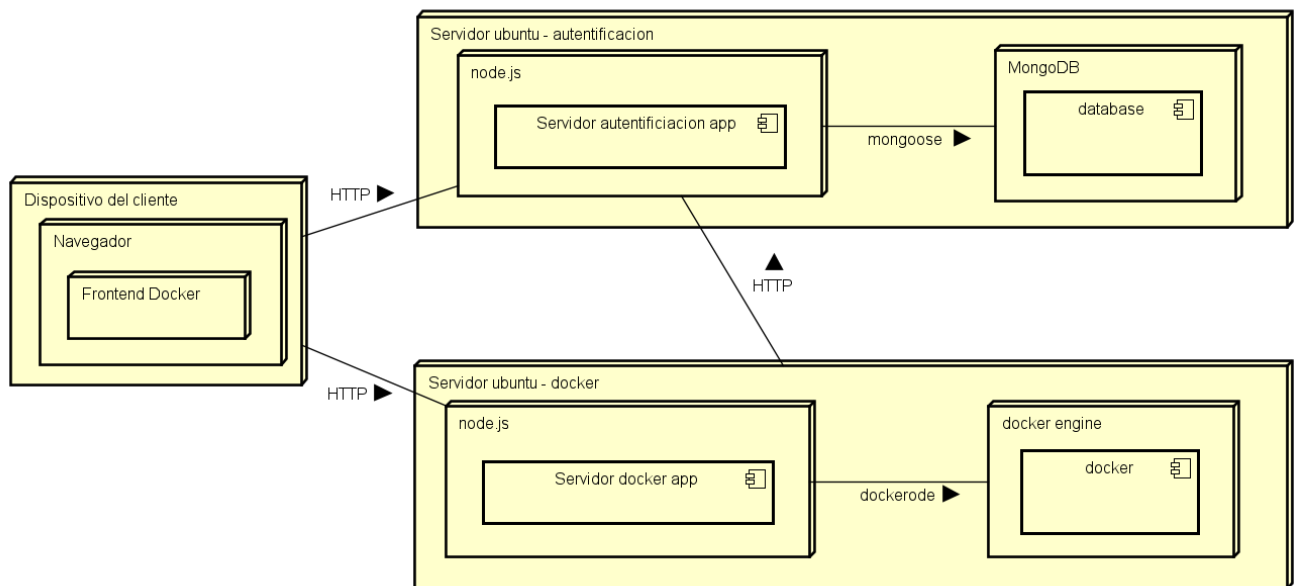 Servidor ubuntu - autentificacion
node.js
Servidor autentificiacion app
mongoose
MongoDB
database
Dispositivo del cliente
Navegador
Frontend Docker
HTTP
HTTP
HTTP
Servidor ubuntu - docker
node.js
Servidor docker app
dockerode
docker engine
docker